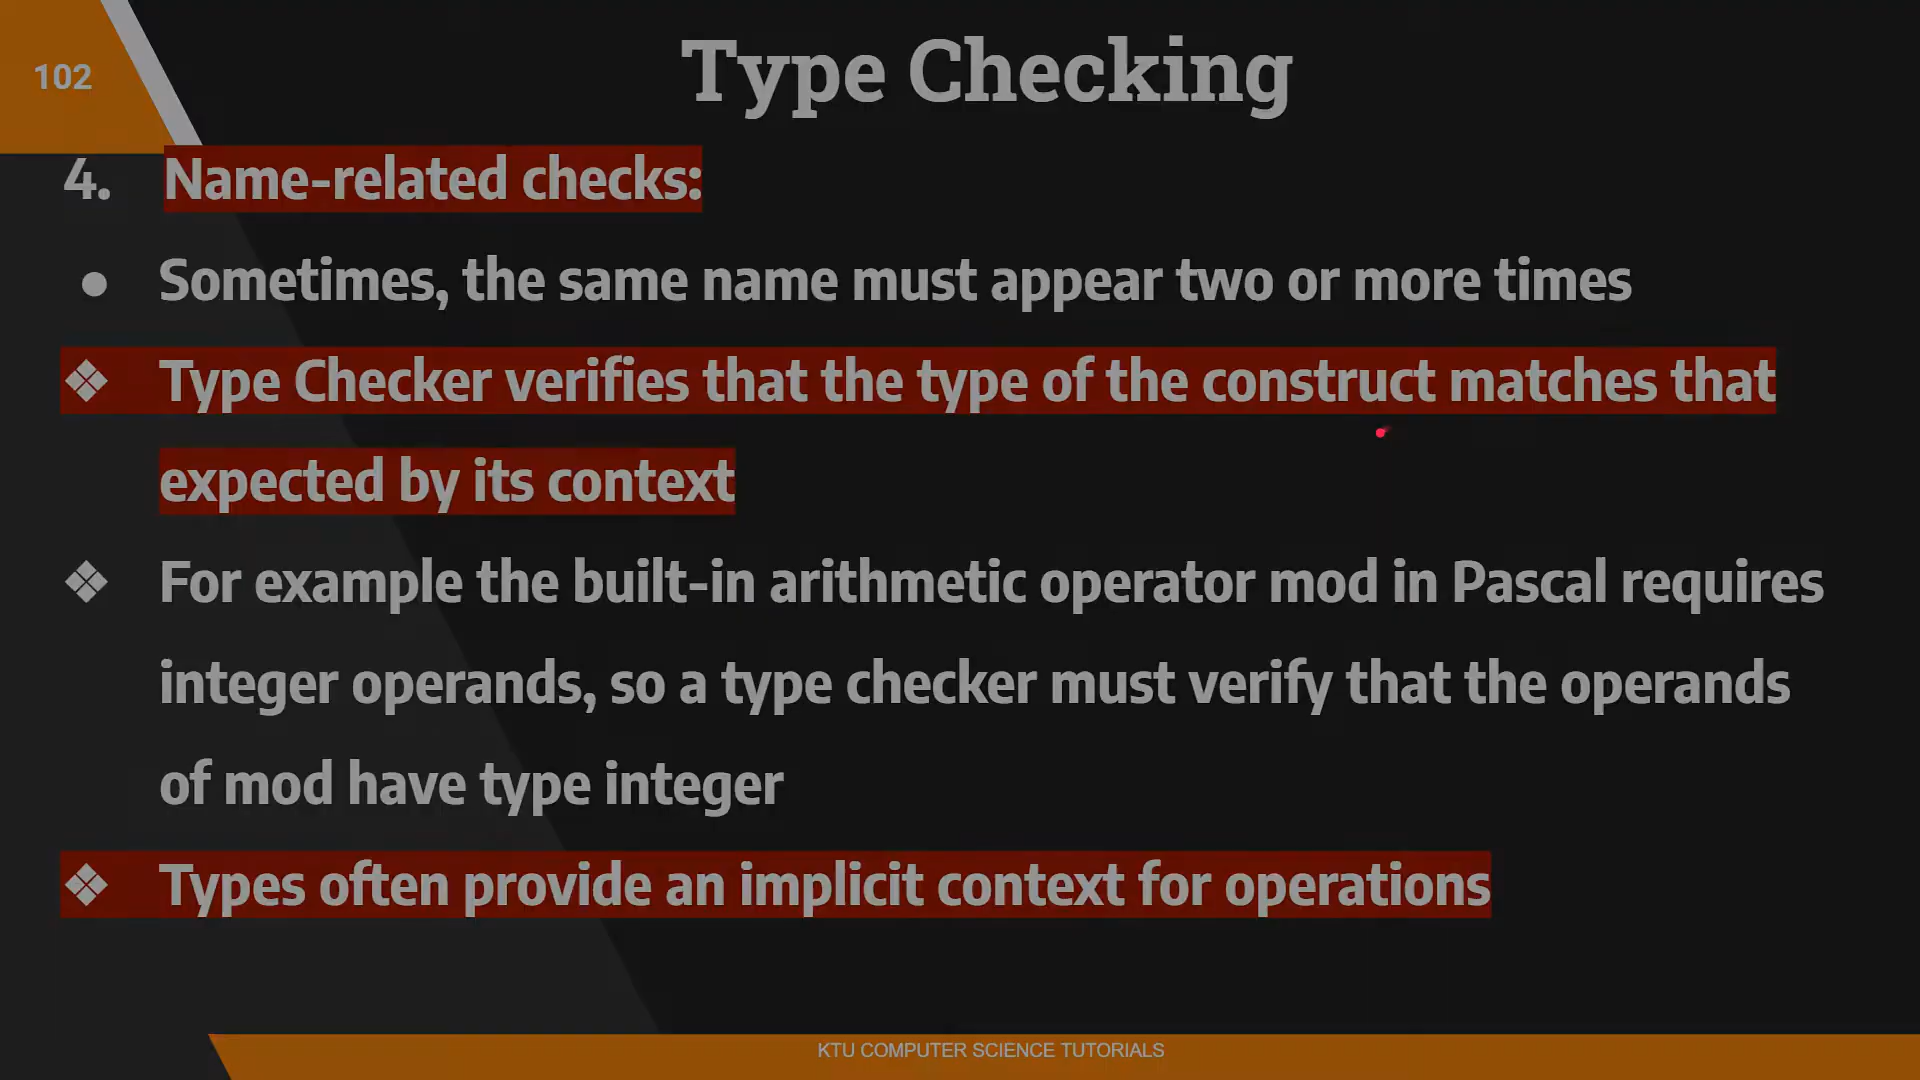 102
Type Checking
4. Name-related checks:
● Sometimes, the same name must appear two or more times
❖ Type Checker verifies that the type of the construct matches that
expected by its context
❖ For example the built-in arithmetic operator mod in Pascal requires
integer operands, so a type checker must verify that the operands
of mod have type integer
❖ Types often provide an implicit context for operations
KTU COMPUTER SCIENCE TUTORIALS